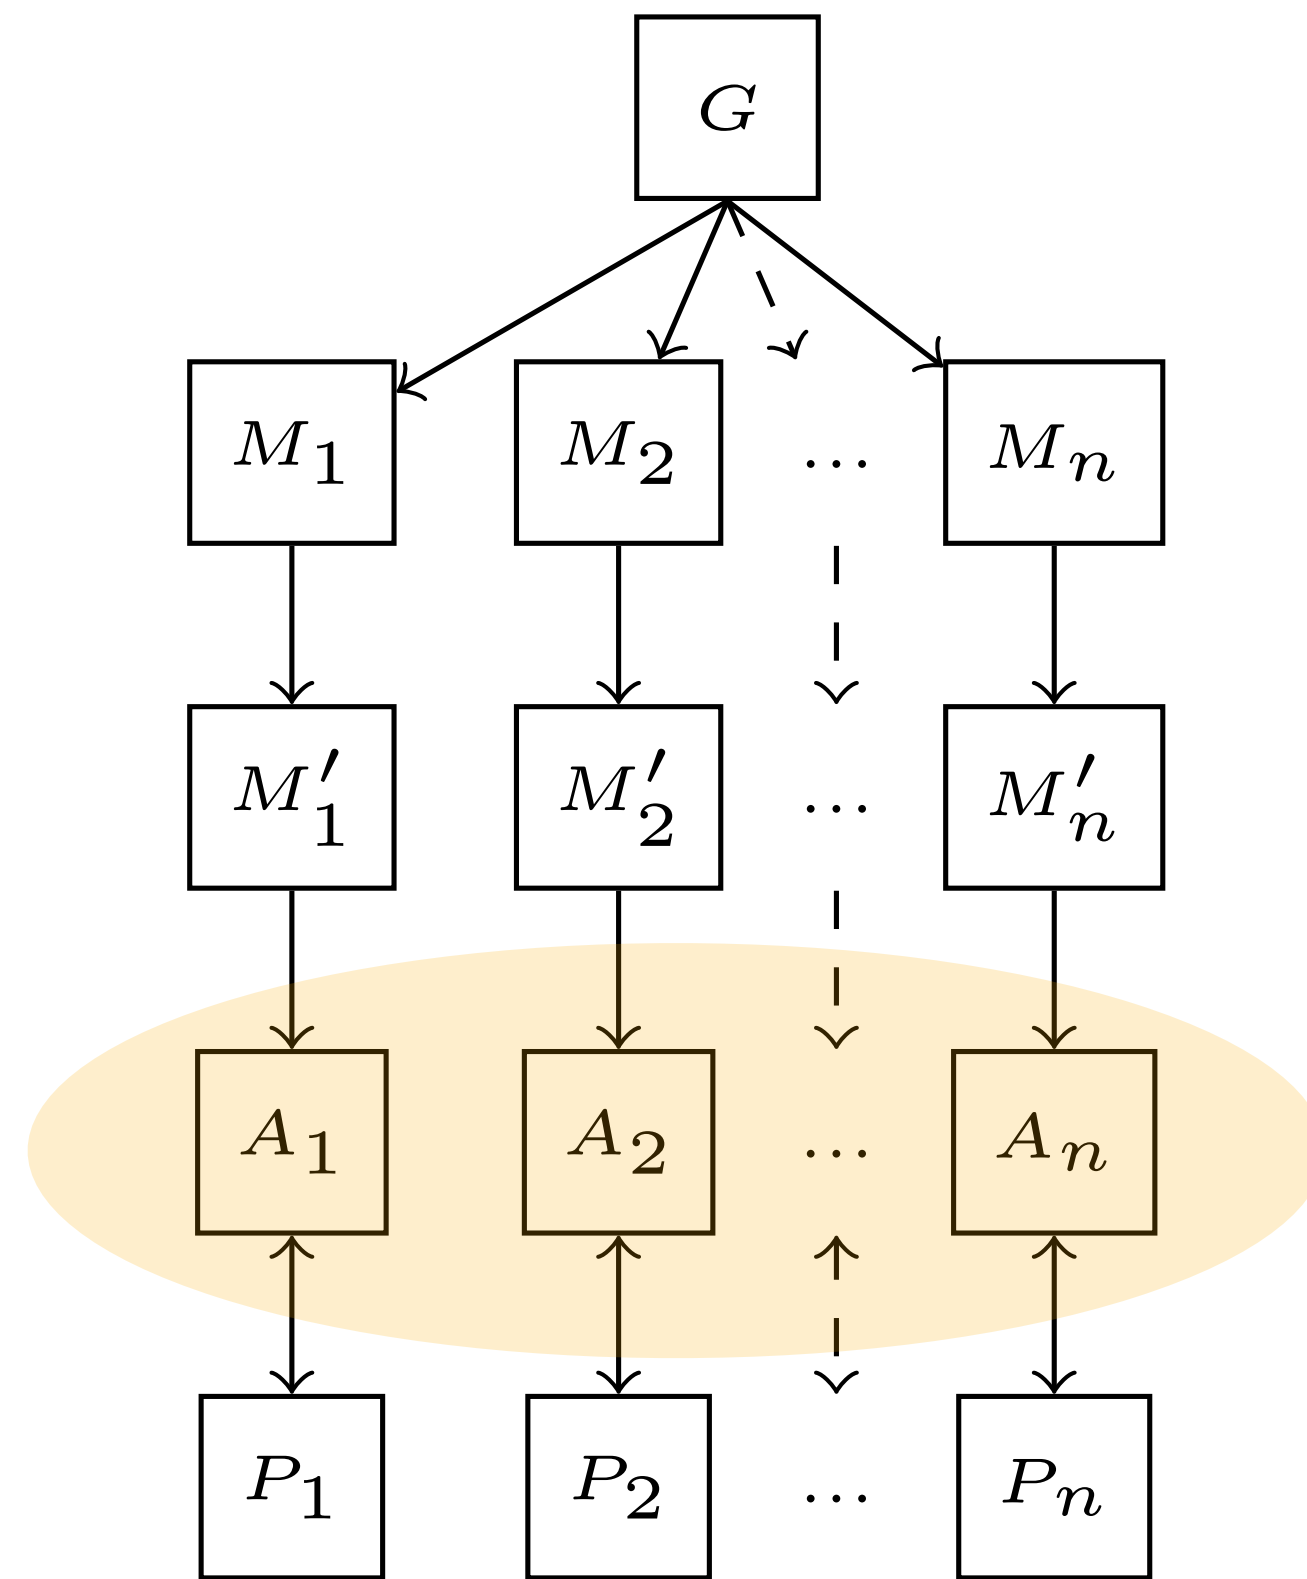 G
M₁ M₂ ... Mₙ
M′₁ M′₂ ... M′ₙ
A₁ A₂ ... Aₙ
P₁ P₂ ... Pₙ